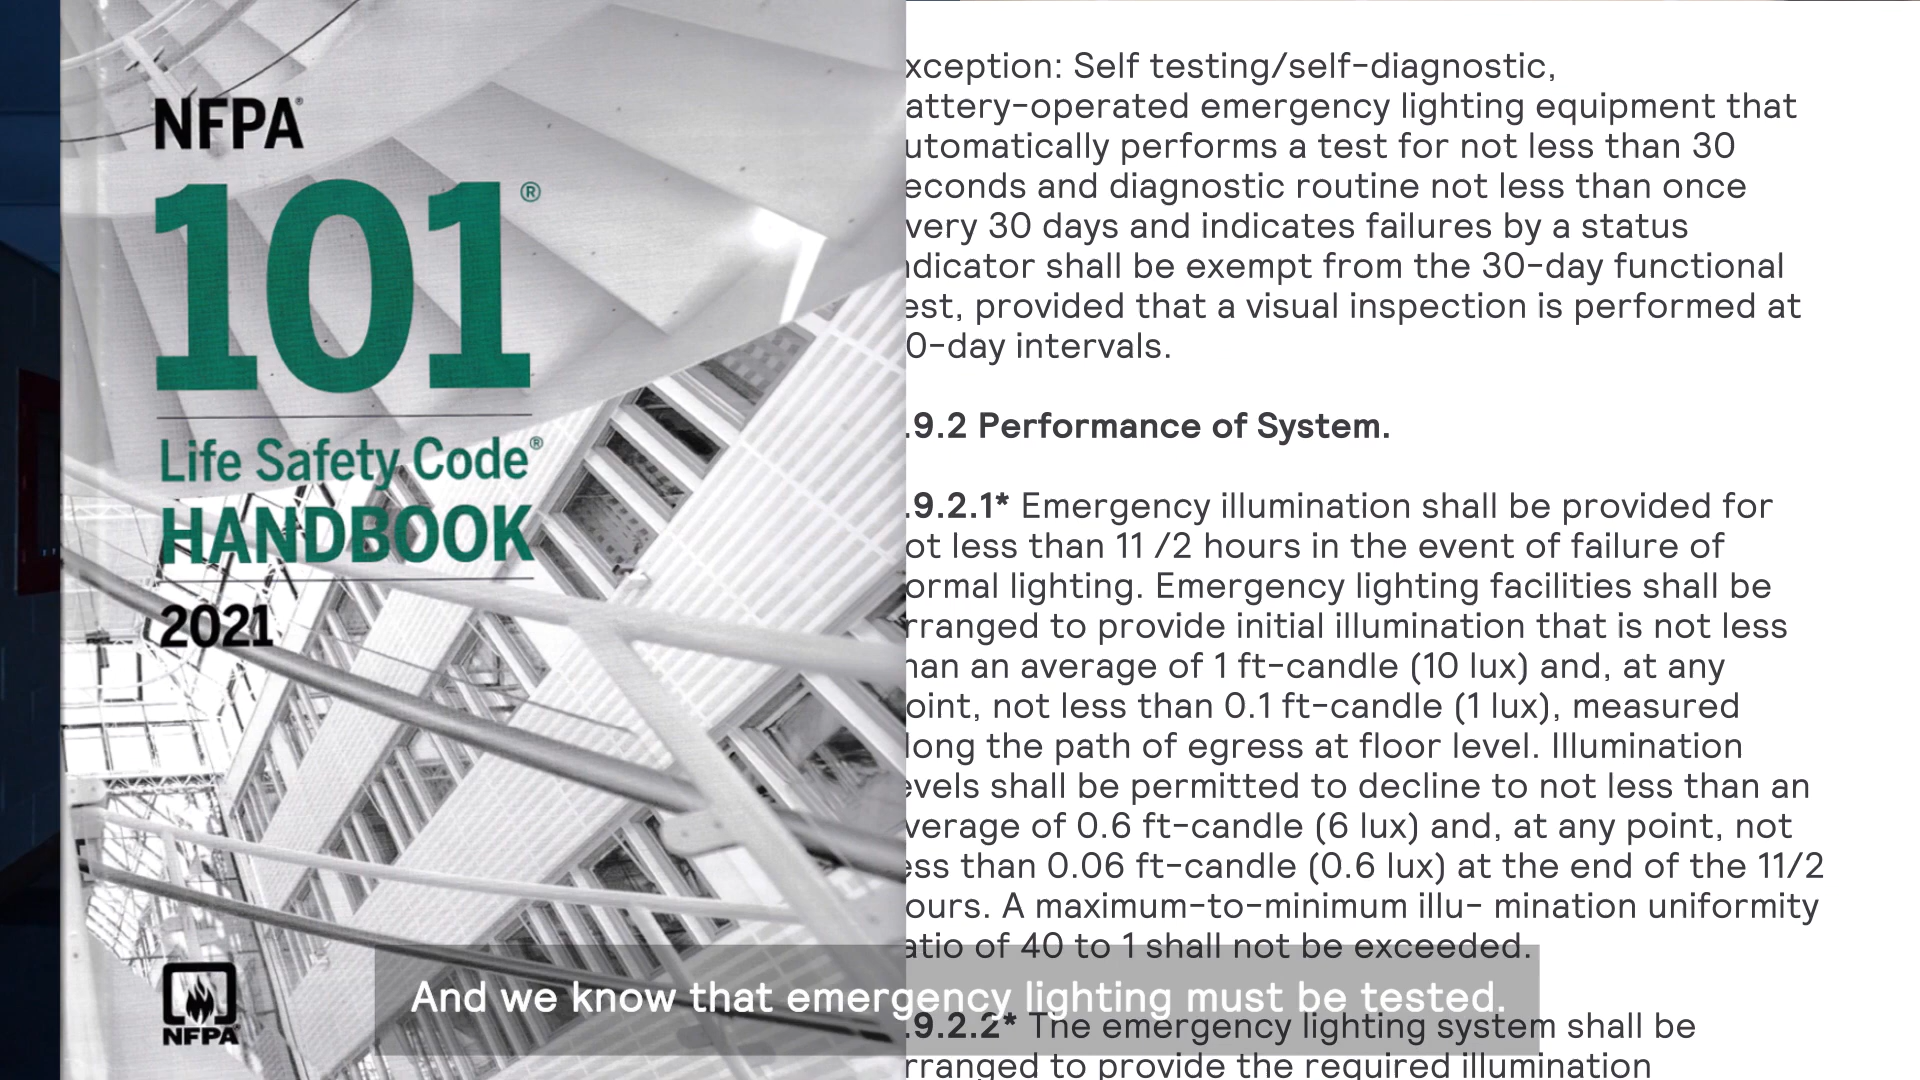 NFPA®
101®
Life Safety Code®
HANDBOOK
2021
NFPA
xception: Self testing/self-diagnostic,
attery-operated emergency lighting equipment that
utomatically performs a test for not less than 30
econds and diagnostic routine not less than once
very 30 days and indicates failures by a status
ndicator shall be exempt from the 30-day functional
est, provided that a visual inspection is performed at
0-day intervals.
.9.2 Performance of System.
.9.2.1* Emergency illumination shall be provided for
ot less than 11 /2 hours in the event of failure of
ormal lighting. Emergency lighting facilities shall be
rranged to provide initial illumination that is not less
han an average of 1 ft-candle (10 lux) and, at any
oint, not less than 0.1 ft-candle (1 lux), measured
long the path of egress at floor level. Illumination
evels shall be permitted to decline to not less than an
verage of 0.6 ft-candle (6 lux) and, at any point, not
ess than 0.06 ft-candle (0.6 lux) at the end of the 11/2
ours. A maximum-to-minimum illu- mination uniformity
atio of 40 to 1 shall not be exceeded.
And we know that emergency lighting must be tested.
.9.2.2* The emergency lighting system shall be
rranged to provide the required illumination